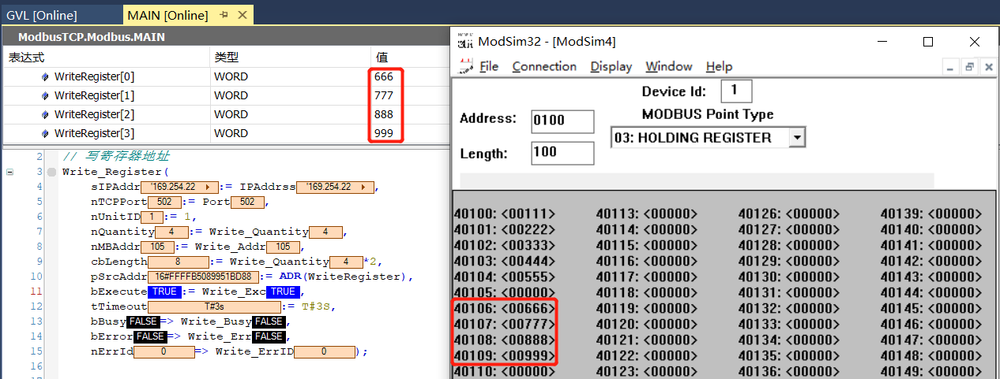 GVL [Online] MAIN [Online]
ModbusTCP.Modbus.MAIN
表达式 类型 值
WriteRegister[0] WORD 666
WriteRegister[1] WORD 777
WriteRegister[2] WORD 888
WriteRegister[3] WORD 999
2 // 写寄存器地址
3 Write_Register(
4 sIPAddr '169.254.22 := IPAddrss '169.254.22 ,
5 nTCPPort 502 := Port 502 ,
6 nUnitID 1 := 1,
7 nQuantity 4 := Write_Quantity 4 ,
8 nMBAddr 105 := Write_Addr 105 ,
9 cbLength 8 := Write_Quantity 4 *2,
10 pSrcAddr 16#FFFFB5089951BD88 := ADR(WriteRegister),
11 bExecute TRUE := Write_Exc TRUE ,
12 tTimeout T#3s := T#3S,
13 bBusy FALSE => Write_Busy FALSE ,
14 bError FALSE => Write_Err FALSE ,
15 nErrId 0 => Write_ErrID 0 );
16
17
ModSim32 - [ModSim4]
File Connection Display Window Help
Device Id: 1
Address: 0100
MODBUS Point Type
03: HOLDING REGISTER
Length: 100
40100: <00111> 40113: <00000> 40126: <00000> 40139: <00000>
40101: <00222> 40114: <00000> 40127: <00000> 40140: <00000>
40102: <00333> 40115: <00000> 40128: <00000> 40141: <00000>
40103: <00444> 40116: <00000> 40129: <00000> 40142: <00000>
40104: <00555> 40117: <00000> 40130: <00000> 40143: <00000>
40105: <00000> 40118: <00000> 40131: <00000> 40144: <00000>
40106: <00666> 40119: <00000> 40132: <00000> 40145: <00000>
40107: <00777> 40120: <00000> 40133: <00000> 40146: <00000>
40108: <00888> 40121: <00000> 40134: <00000> 40147: <00000>
40109: <00999> 40122: <00000> 40135: <00000> 40148: <00000>
40110: <00000> 40123: <00000> 40136: <00000> 40149: <00000>